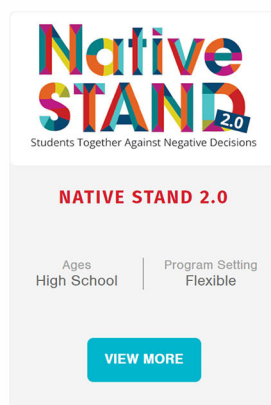 Native
STAND
2.0
Students Together Against Negative Decisions
NATIVE STAND 2.0
Ages
High School
Program Setting
Flexible
VIEW MORE